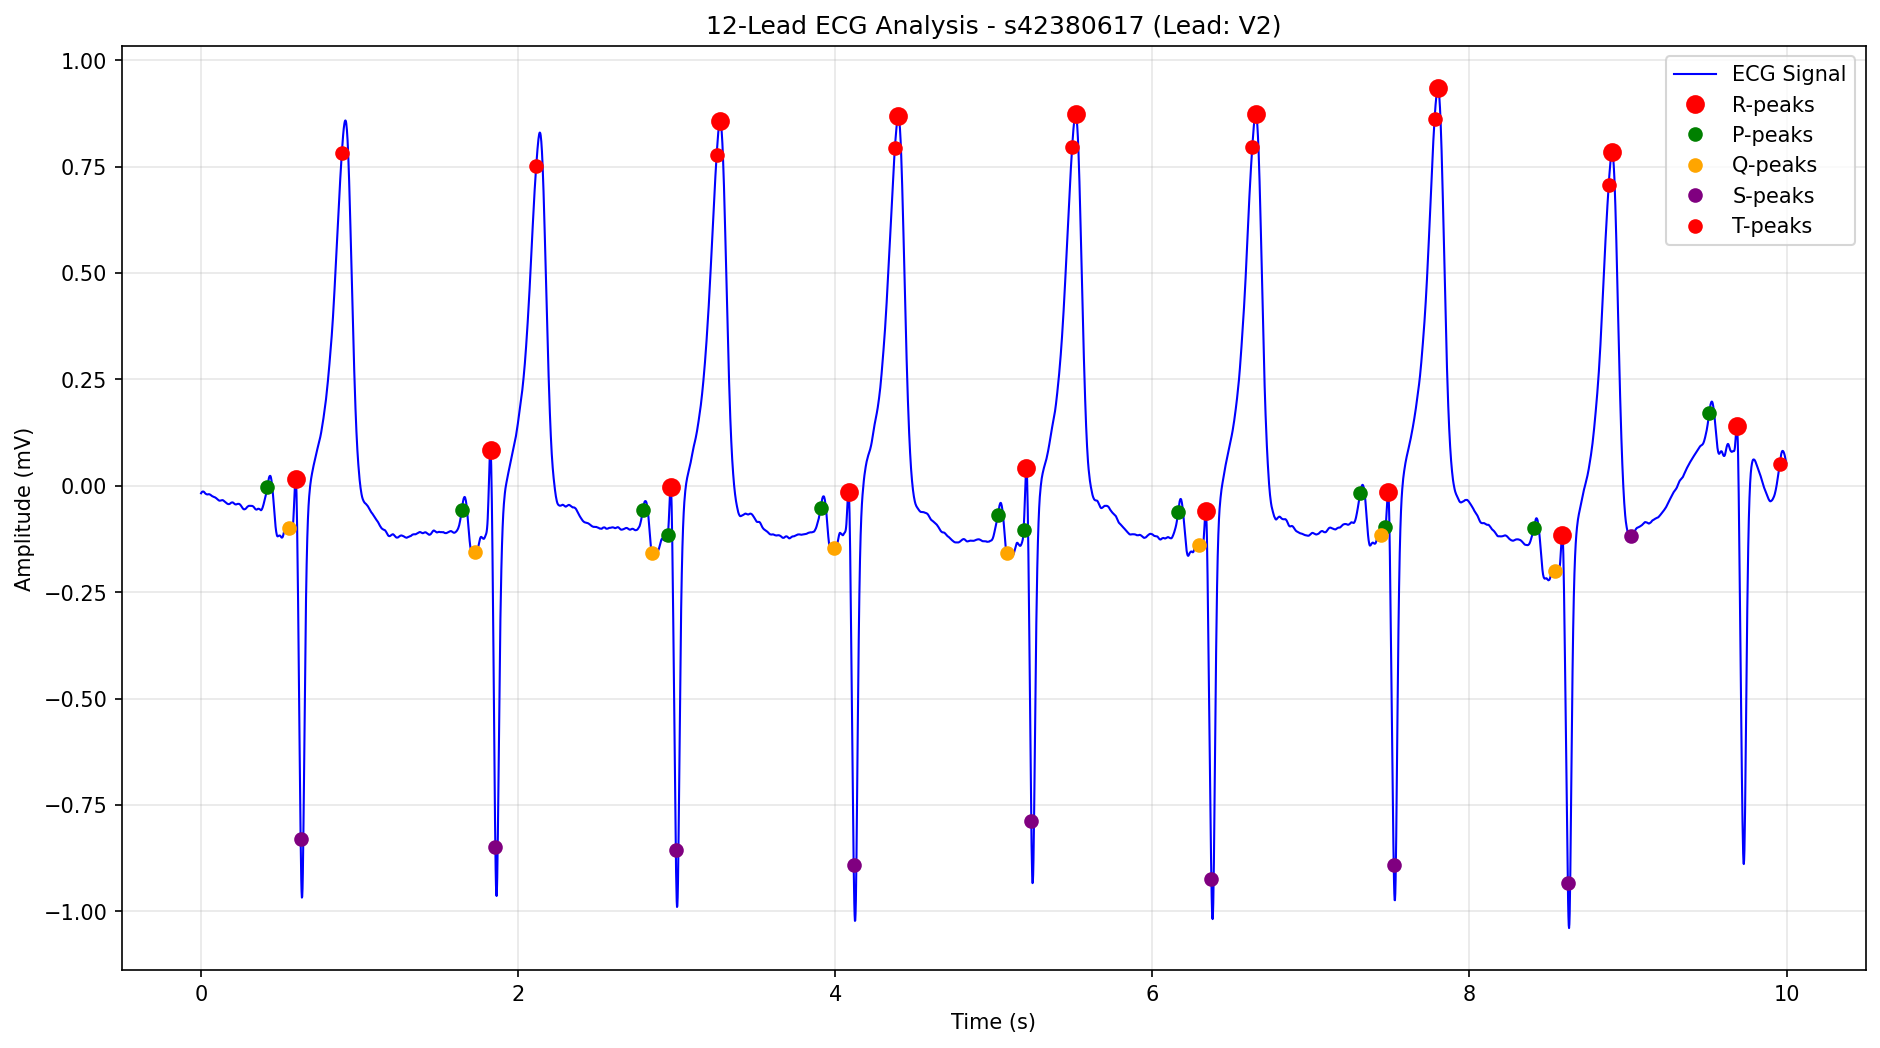 12-Lead ECG Analysis - s42380617 (Lead: V2)
ECG Signal
R-peaks
P-peaks
Q-peaks
S-peaks
T-peaks
1.00
0.75
0.50
0.25
0.00
−0.25
−0.50
−0.75
−1.00
Amplitude (mV)
0 2 4 6 8 10
Time (s)